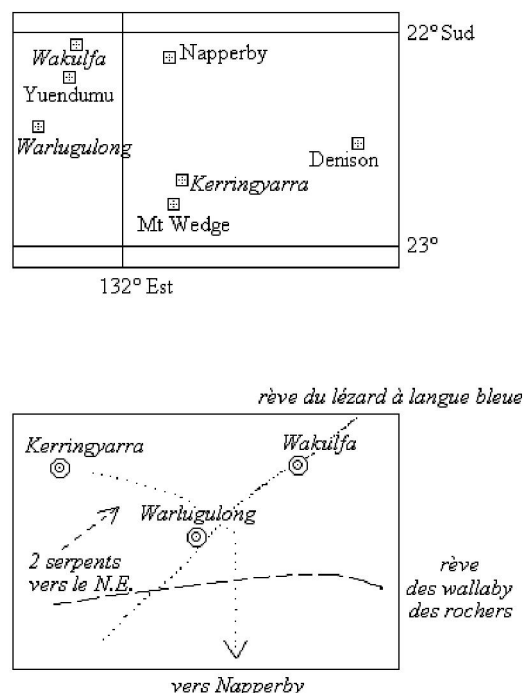 22° Sud
Wakulfa
Napperby
Yuendumu
Warlugulong
Denison
Kerringyarra
Mt Wedge
23°
132° Est
rêve du lézard à langue bleue
Kerringyarra
Wakulfa
Warlugulong
2 serpents
vers le N.E.
rêve
des wallaby
des rochers
vers Napperby